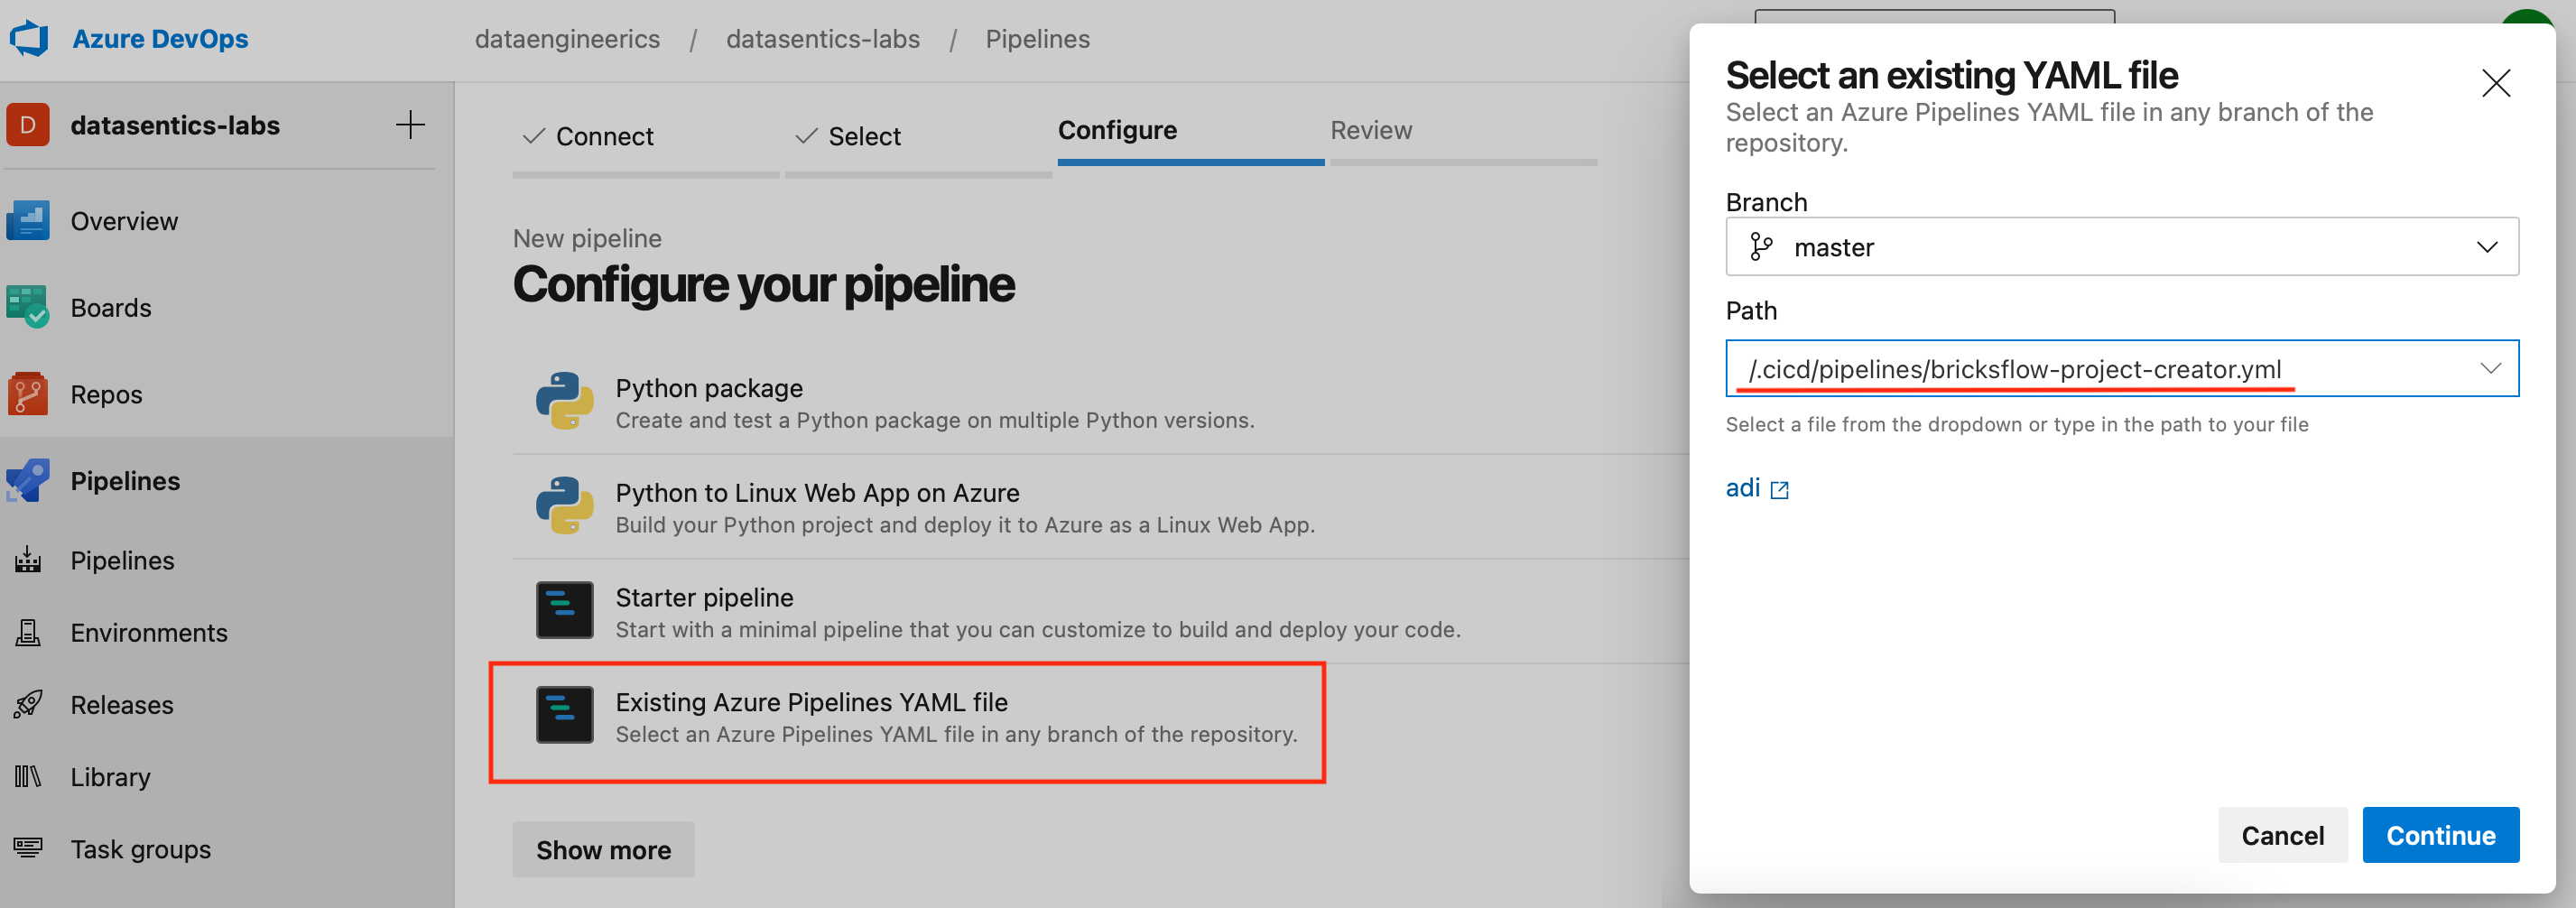 Azure DevOps
dataengineerics / datasentics-labs / Pipelines
D datasentics-labs
Overview
Boards
Repos
Pipelines
Pipelines
Environments
Releases
Library
Task groups
Connect
Select
Configure
Review
New pipeline
Configure your pipeline
Python package
Create and test a Python package on multiple Python versions.
Python to Linux Web App on Azure
Build your Python project and deploy it to Azure as a Linux Web App.
Starter pipeline
Start with a minimal pipeline that you can customize to build and deploy your code.
Existing Azure Pipelines YAML file
Select an Azure Pipelines YAML file in any branch of the repository.
Show more
Select an existing YAML file
Select an Azure Pipelines YAML file in any branch of the
repository.
Branch
master
Path
/.cicd/pipelines/bricksflow-project-creator.yml
Select a file from the dropdown or type in the path to your file
adi
Cancel
Continue